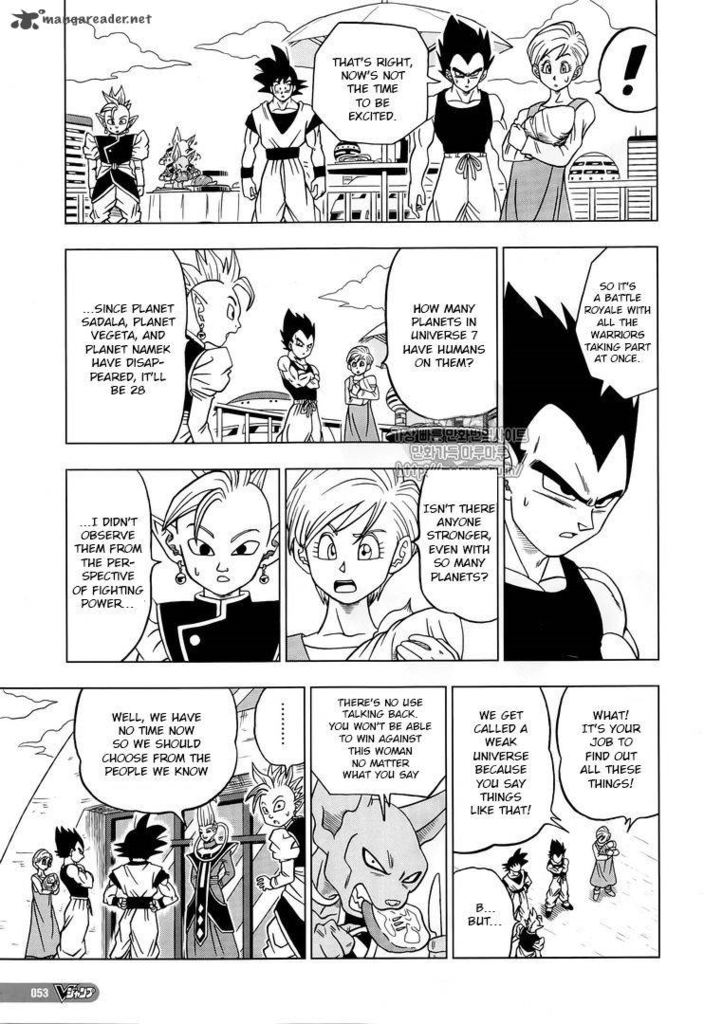 mangareader.net
THAT'S RIGHT,
NOW'S NOT
THE TIME
TO BE
EXCITED.
!
SO IT'S
A BATTLE
ROYALE WITH
ALL THE
WARRIORS
TAKING PART
AT ONCE.
HOW MANY
PLANETS IN
UNIVERSE 7
HAVE HUMANS
ON THEM?
...SINCE PLANET
SADALA, PLANET
VEGETA, AND
PLANET NAMEK
HAVE DISAP-
PEARED, IT'LL
BE 28
ISN'T THERE
ANYONE
STRONGER,
EVEN WITH
SO MANY
PLANETS?
...I DIDN'T
OBSERVE
THEM FROM
THE PER-
SPECTIVE
OF FIGHTING
POWER...
WHAT!
IT'S YOUR
JOB TO
FIND OUT
ALL THESE
THINGS!
WE GET
CALLED A
WEAK
UNIVERSE
BECAUSE
YOU SAY
THINGS
LIKE THAT!
B...
BUT...
THERE'S NO USE
TALKING BACK.
YOU WON'T BE ABLE
TO WIN AGAINST
THIS WOMAN
NO MATTER
WHAT YOU SAY
WELL, WE HAVE
NO TIME NOW
SO WE SHOULD
CHOOSE FROM THE
PEOPLE WE KNOW
053 Vジャンプ